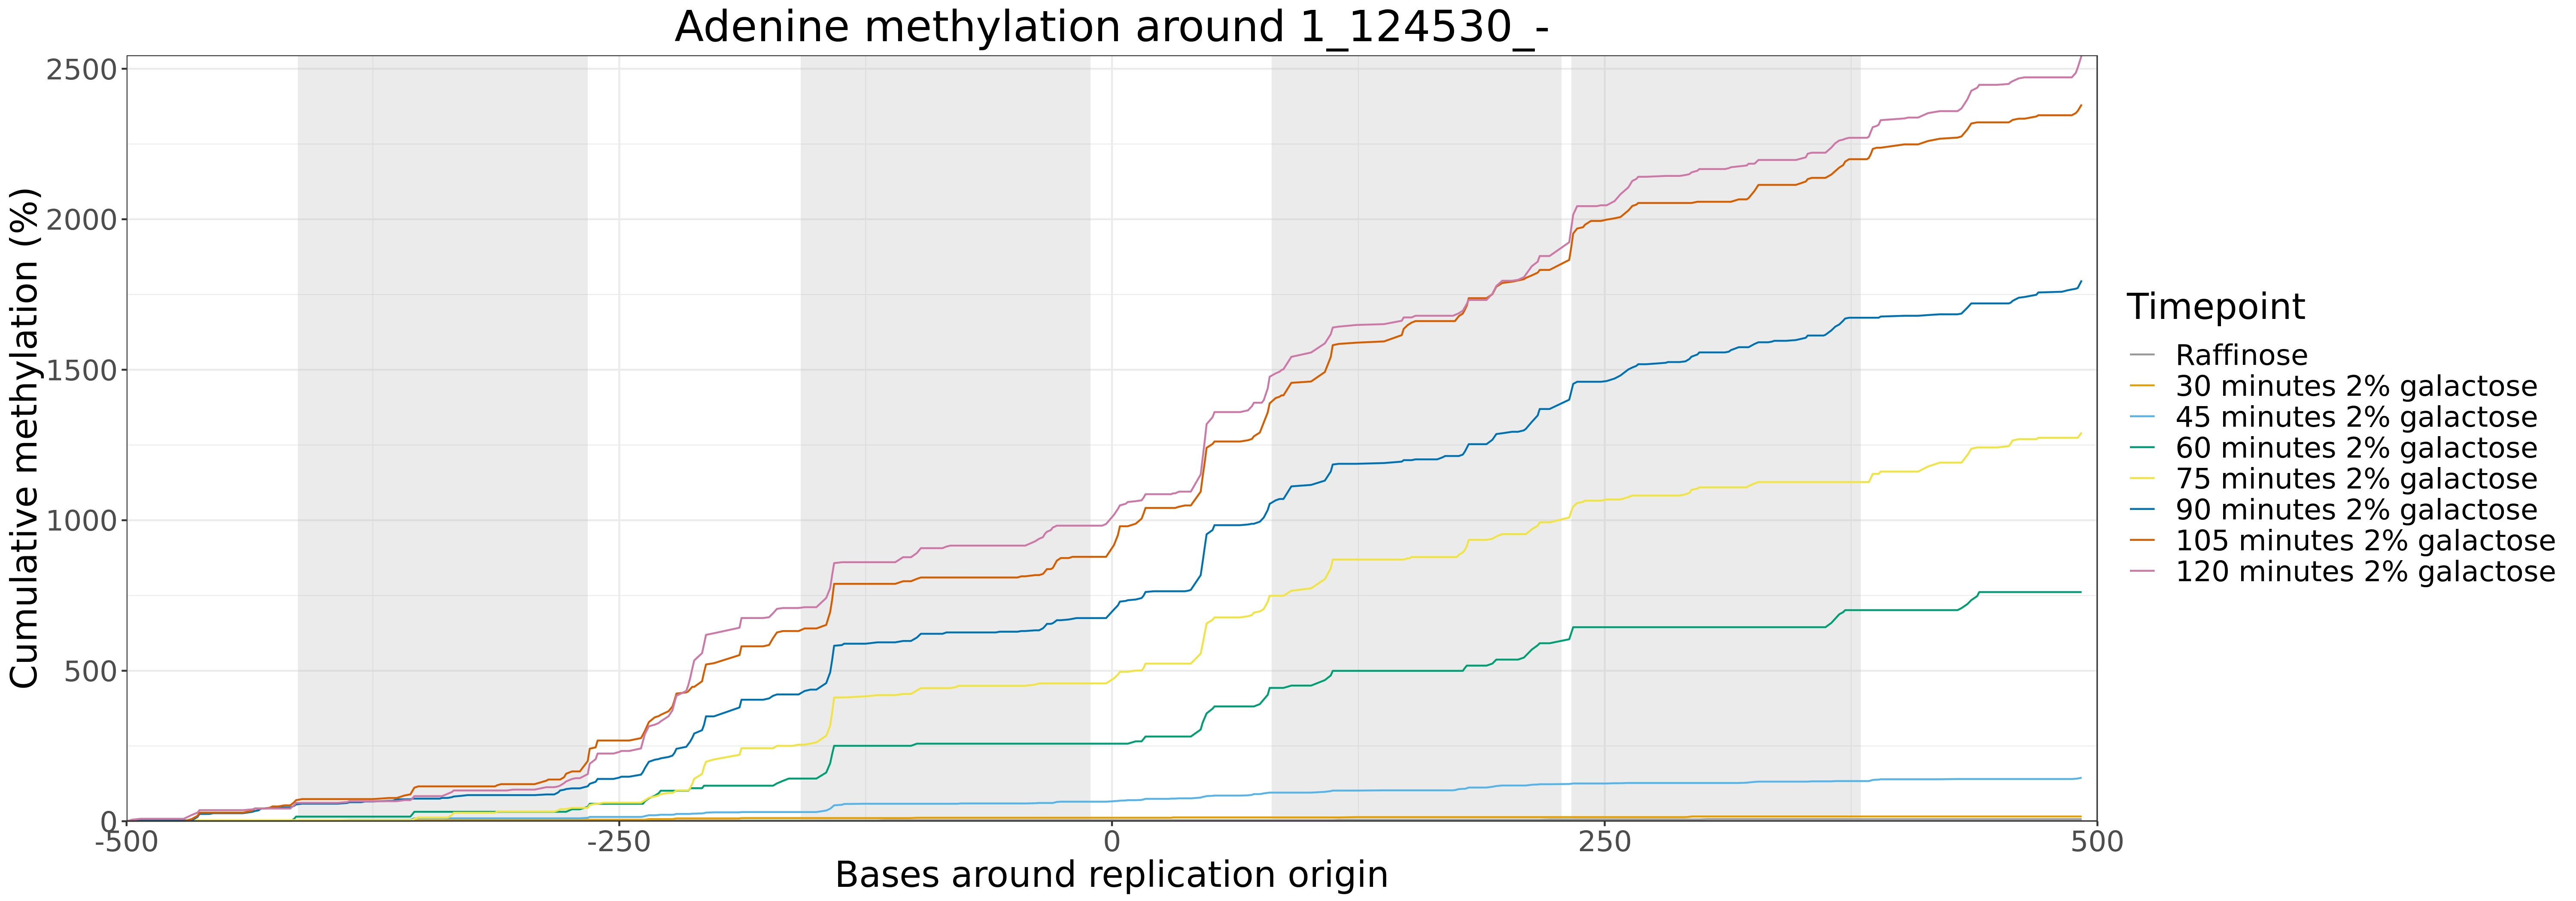 Adenine methylation around 1_124530_-
Cumulative methylation (%)
2500
2000
1500
1000
500
0
-500
-250
0
250
500
Bases around replication origin
Timepoint
Raffinose
30 minutes 2% galactose
45 minutes 2% galactose
60 minutes 2% galactose
75 minutes 2% galactose
90 minutes 2% galactose
105 minutes 2% galactose
120 minutes 2% galactose